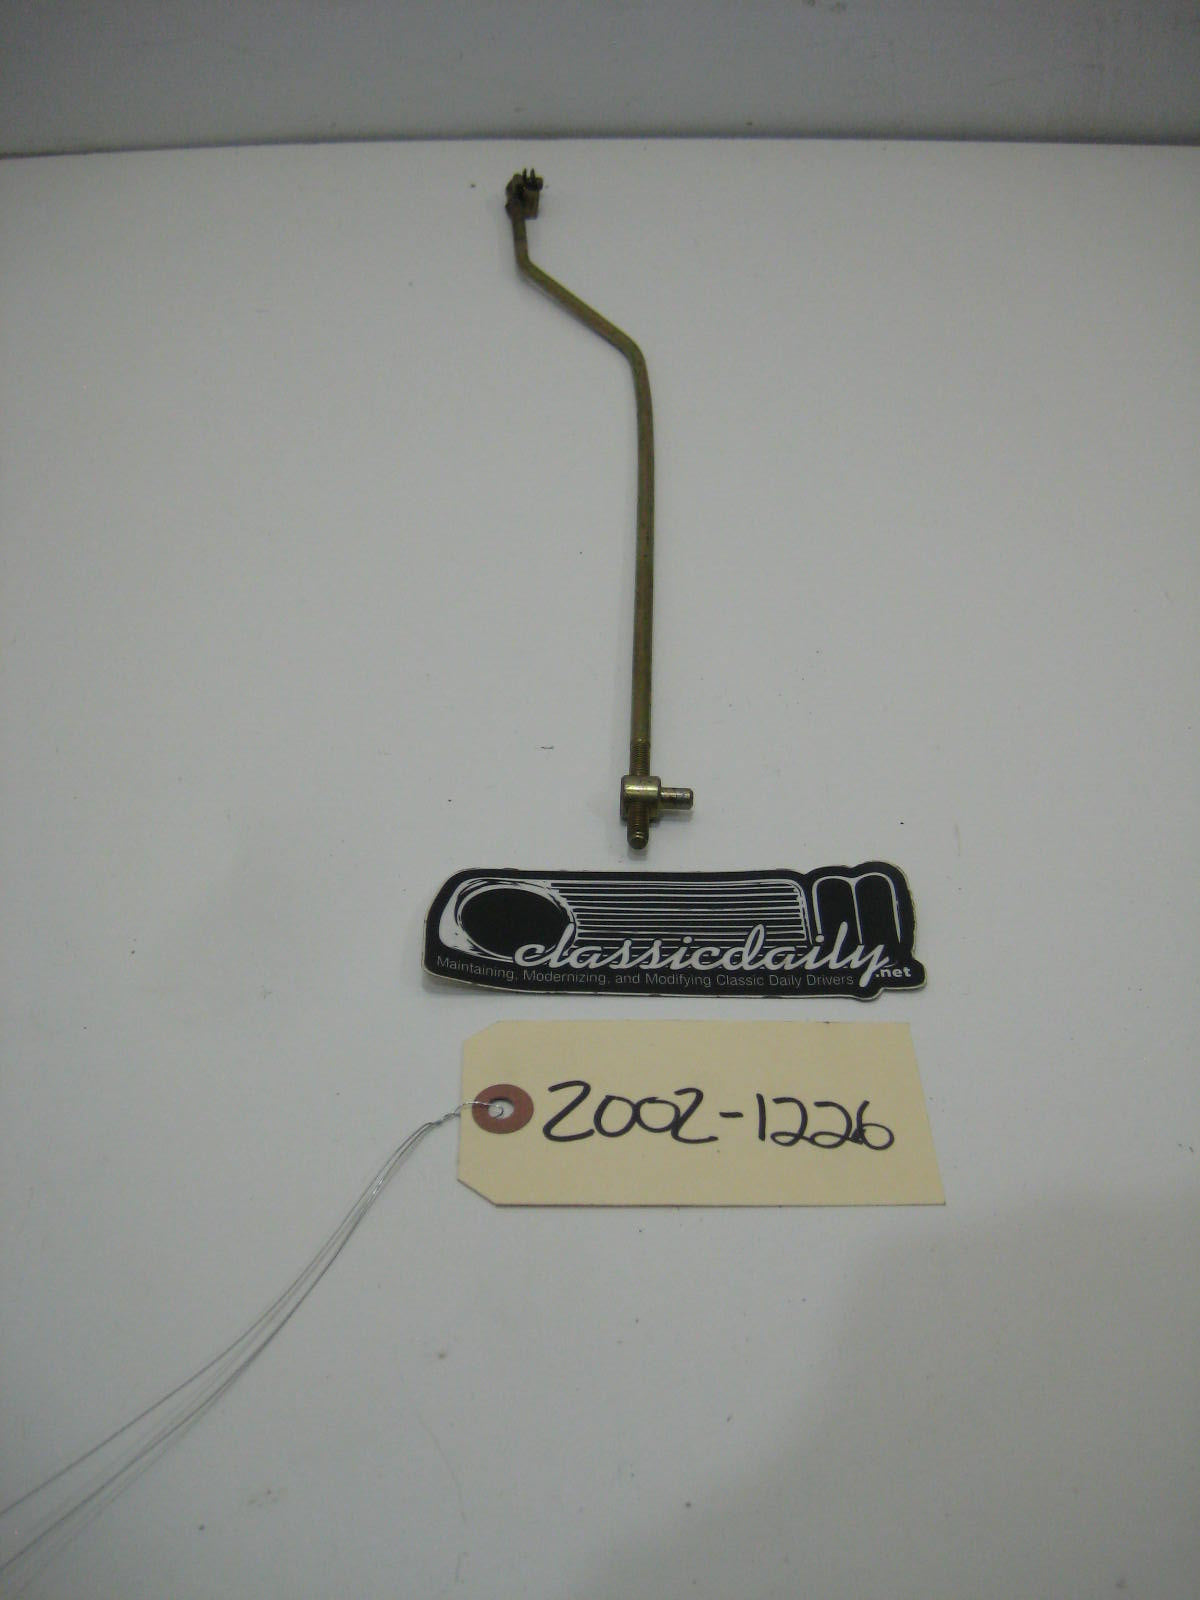 classicdaily.net
Maintaining, Modernizing, and Modifying Classic Daily Drivers
2002-1226